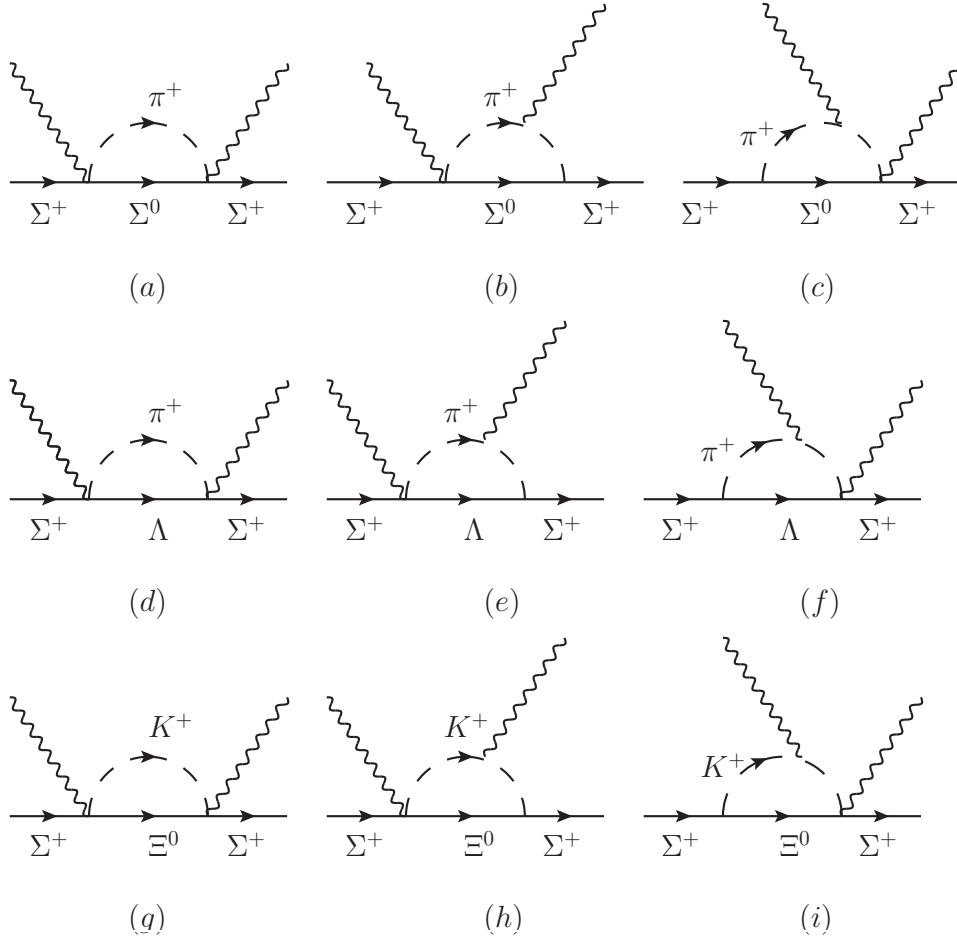 π⁺ π⁺ π⁺
Σ⁺ Σ⁰ Σ⁺ Σ⁺ Σ⁰ Σ⁺ Σ⁺ Σ⁰ Σ⁺
(a) (b) (c)
π⁺ π⁺ π⁺
Σ⁺ Λ Σ⁺ Σ⁺ Λ Σ⁺ Σ⁺ Λ Σ⁺
(d) (e) (f)
K⁺ K⁺ K⁺
Σ⁺ Ξ⁰ Σ⁺ Σ⁺ Ξ⁰ Σ⁺ Σ⁺ Ξ⁰ Σ⁺
(g) (h) (i)